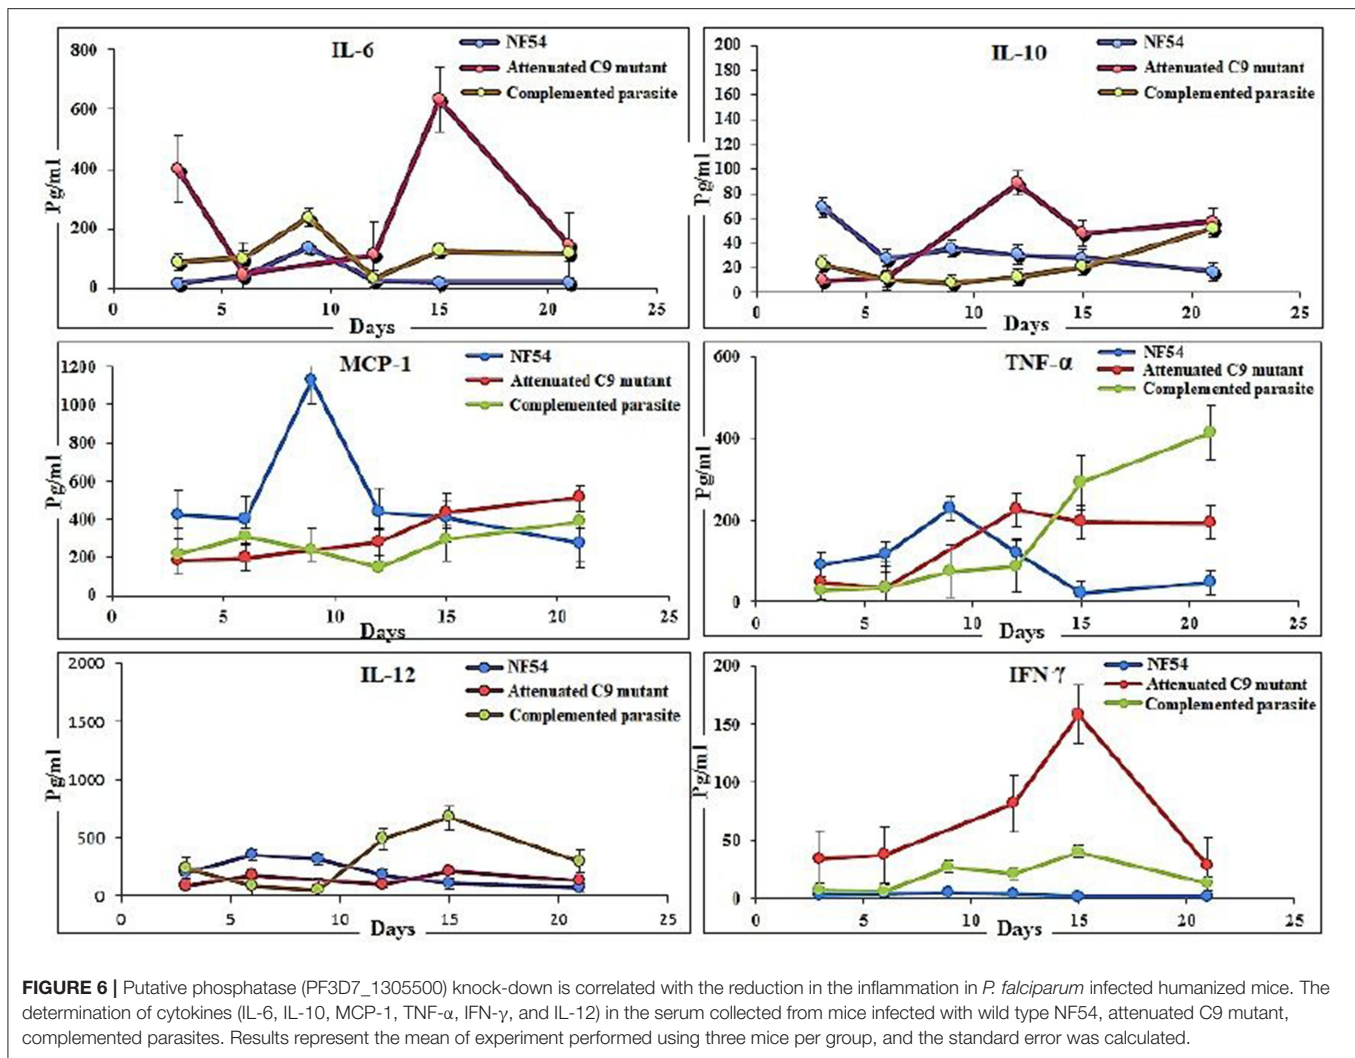 IL-6
NF54
Attenuated C9 mutant
Complemented parasite
800
600
400
200
0
Pg/ml
0 5 10 15 20 25
Days
IL-10
NF54
Attenuated C9 mutant
Complemented parasite
200
180
160
140
120
100
80
60
40
20
0
Pg/ml
0 5 10 15 20 25
Days
MCP-1
NF54
Attenuated C9 mutant
Complemented parasite
1200
1000
800
600
400
200
0
Pg/ml
0 5 10 15 20 25
Days
TNF-α
NF54
Attenuated C9 mutant
Complemented parasite
600
400
200
0
Pg/ml
0 5 10 15 20 25
Days
IL-12
NF54
Attenuated C9 mutant
Complemented parasite
2000
1500
1000
500
0
Pg/ml
0 5 10 15 20 25
Days
IFN-γ
NF54
Attenuated C9 mutant
Complemented parasite
200
150
100
50
0
Pg/ml
0 5 10 15 20 25
Days
FIGURE 6 | Putative phosphatase (PF3D7_1305500) knock-down is correlated with the reduction in the inflammation in P. falciparum infected humanized mice. The
determination of cytokines (IL-6, IL-10, MCP-1, TNF-α, IFN-γ, and IL-12) in the serum collected from mice infected with wild type NF54, attenuated C9 mutant,
complemented parasites. Results represent the mean of experiment performed using three mice per group, and the standard error was calculated.